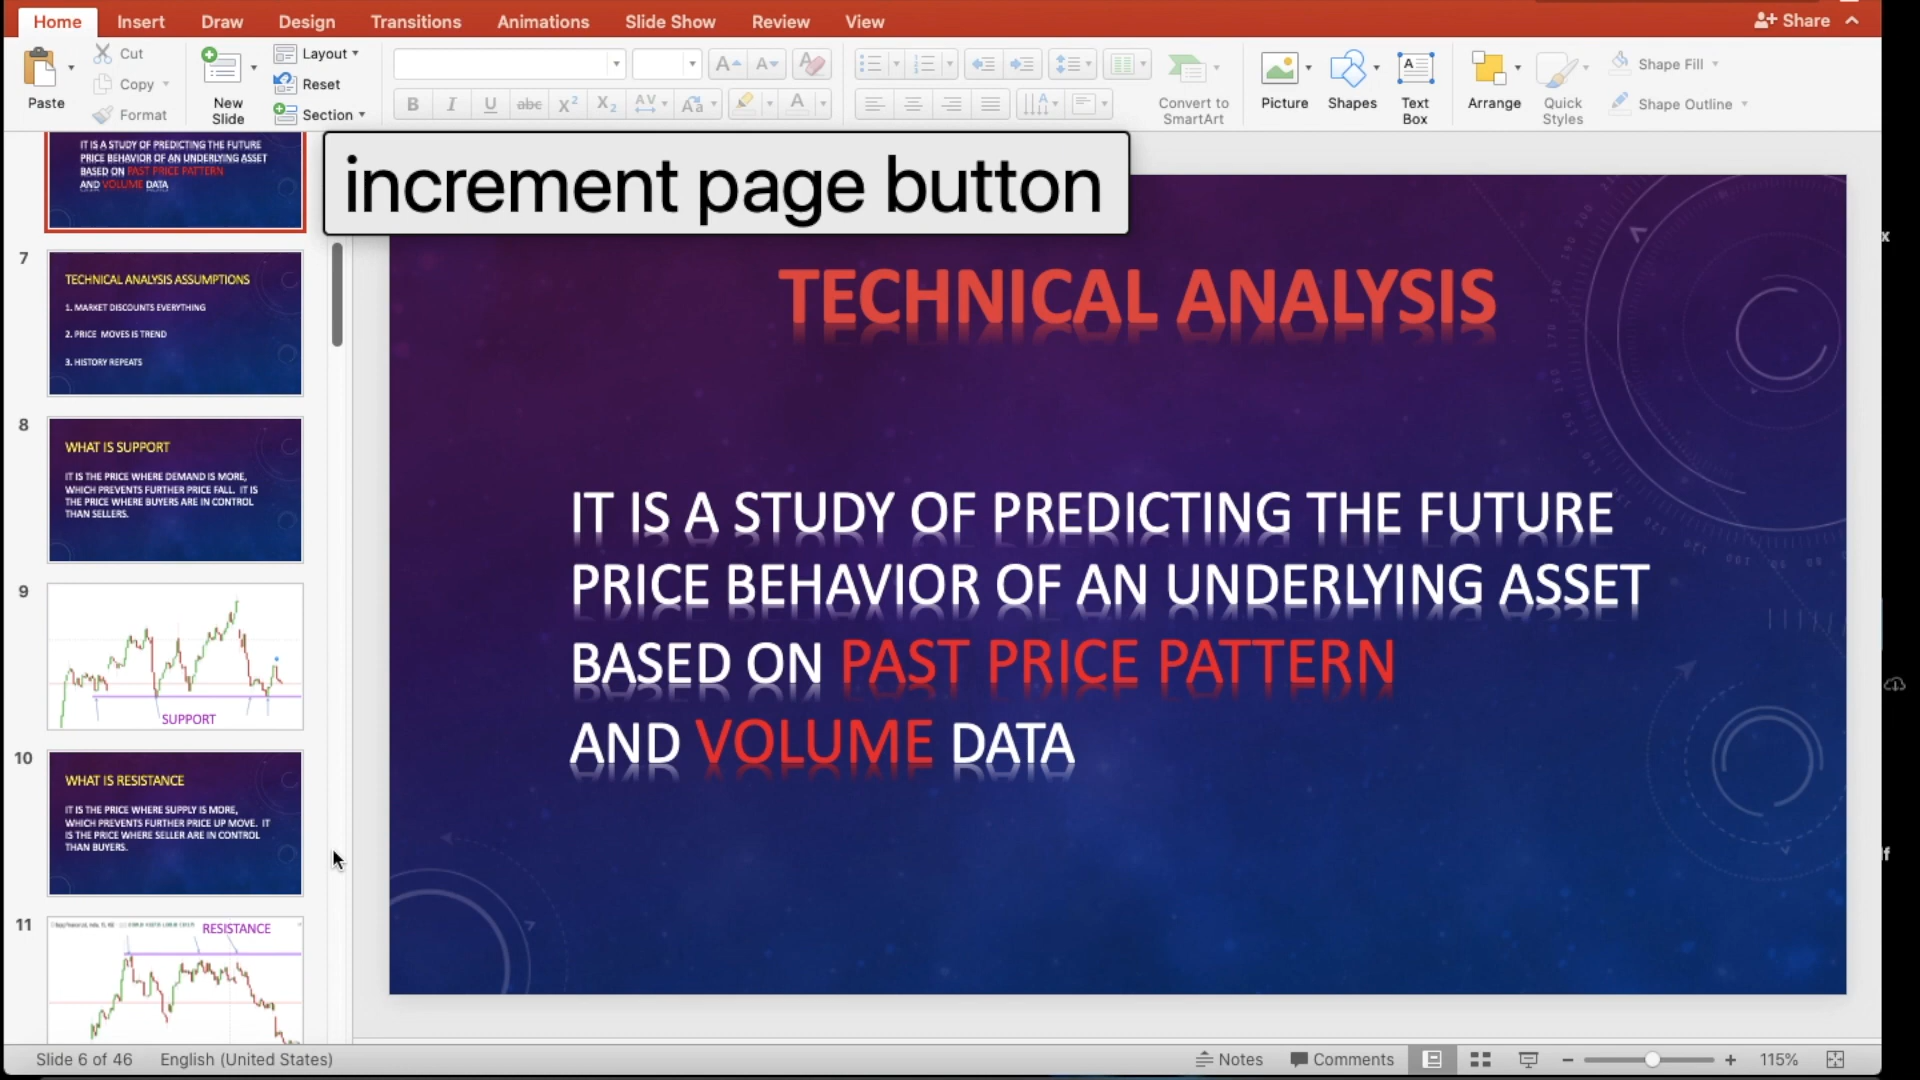 Home Insert Draw Design Transitions Animations Slide Show Review View Share
Paste
Cut
Copy
Format
New
Slide
Layout
Reset
Section
Convert to
SmartArt
Picture
Shapes
Text
Box
Arrange
Quick
Styles
Shape Fill
Shape Outline
increment page button
IT IS A STUDY OF PREDICTING THE FUTURE
PRICE BEHAVIOR OF AN UNDERLYING ASSET
BASED ON PAST PRICE PATTERN
AND VOLUME DATA
7
TECHNICAL ANALYSIS ASSUMPTIONS
1. MARKET DISCOUNTS EVERYTHING
2. PRICE MOVES IS TREND
3. HISTORY REPEATS
8
WHAT IS SUPPORT
IT IS THE PRICE WHERE DEMAND IS MORE,
WHICH PREVENTS FURTHER PRICE FALL. IT IS
THE PRICE WHERE BUYERS ARE IN CONTROL
THAN SELLERS.
9
SUPPORT
10
WHAT IS RESISTANCE
IT IS THE PRICE WHERE SUPPLY IS MORE,
WHICH PREVENTS FURTHER PRICE UP MOVE. IT
IS THE PRICE WHERE SELLER ARE IN CONTROL
THAN BUYERS.
11
RESISTANCE
TECHNICAL ANALYSIS
IT IS A STUDY OF PREDICTING THE FUTURE
PRICE BEHAVIOR OF AN UNDERLYING ASSET
BASED ON PAST PRICE PATTERN
AND VOLUME DATA
Slide 6 of 46 English (United States) Notes Comments 115%